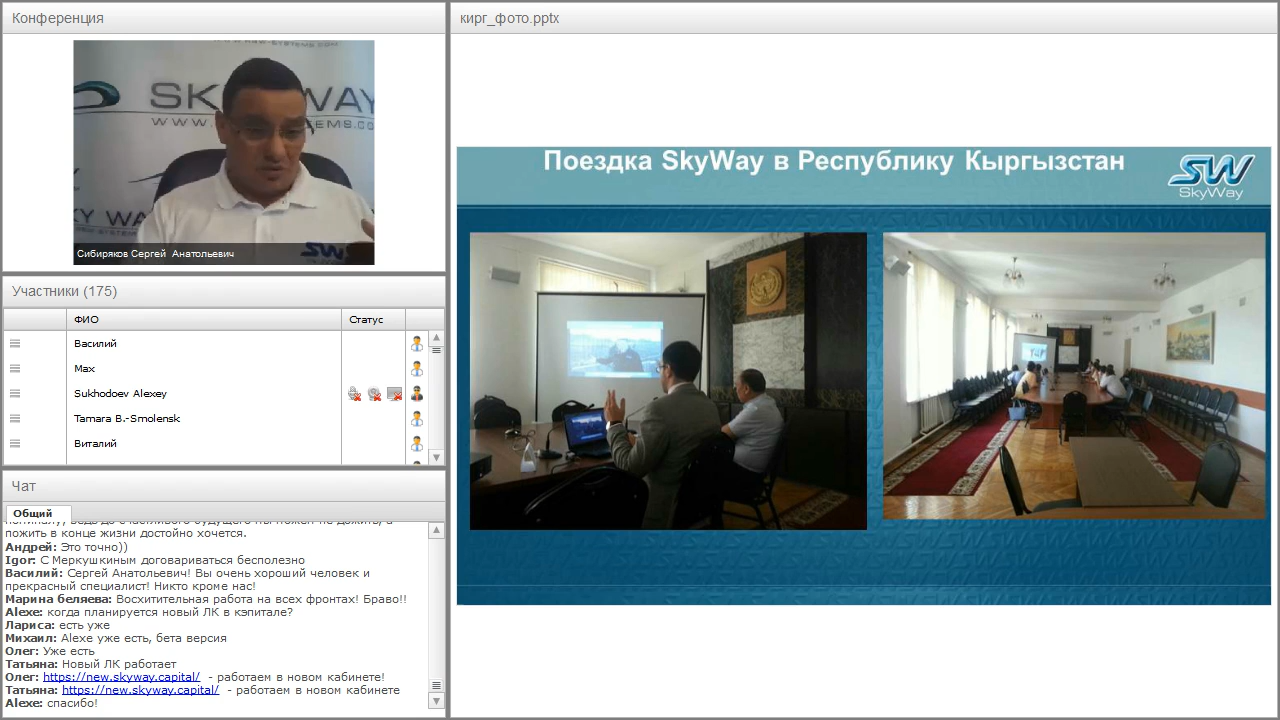 Конференция
SKYWAY
Сибиряков Сергей Анатольевич
SW
Участники (175)
ФИО
Статус
Василий
Max
Sukhodoev Alexey
Tamara B.-Smolensk
Виталий
Чат
Общий
пожить в конце жизни достойно хочется.
Андрей: Это точно))
Igor: С Меркушкиным договариваться бесполезно
Василий: Сергей Анатольевич! Вы очень хороший человек и
прекрасный специалист! Никто кроме нас!
Марина беляева: Восхитительная работа на всех фронтах! Браво!!
Alexe: когда планируется новый ЛК в кэпитале?
Лариса: есть уже
Михаил: Alexe уже есть, бета версия
Олег: Уже есть
Татьяна: Новый ЛК работает
Олег: https://new.skyway.capital/ - работаем в новом кабинете!
Татьяна: https://new.skyway.capital/ - работаем в новом кабинете
Alexe: спасибо!
кирг_фото.pptx
Поездка SkyWay в Республику Кыргызстан
SW
SkyWay